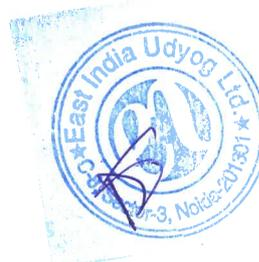 ★East India Udyog Ltd.★
Sector-3, Noida-201301